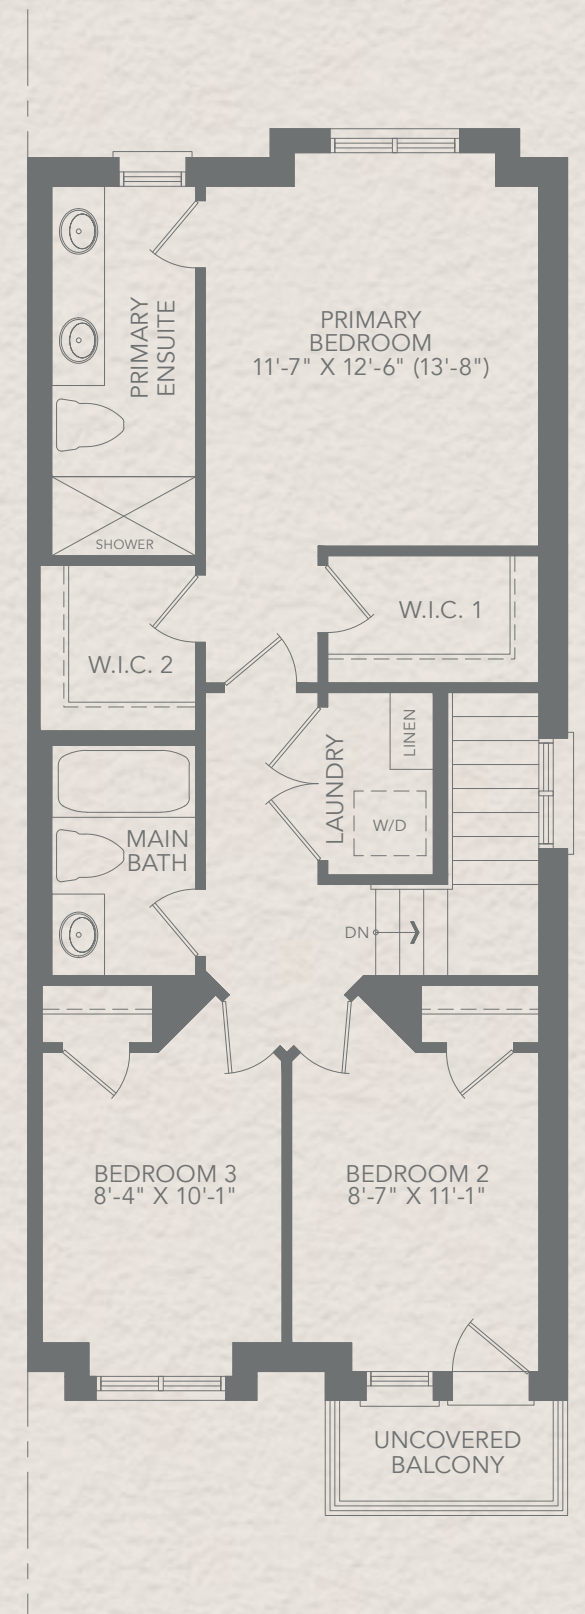 PRIMARY
ENSUITE
PRIMARY
BEDROOM
11'-7" X 12'-6" (13'-8")
SHOWER
W.I.C. 1
W.I.C. 2
LINEN
LAUNDRY
W/D
MAIN
BATH
DN
BEDROOM 3
8'-4" X 10'-1"
BEDROOM 2
8'-7" X 11'-1"
UNCOVERED
BALCONY